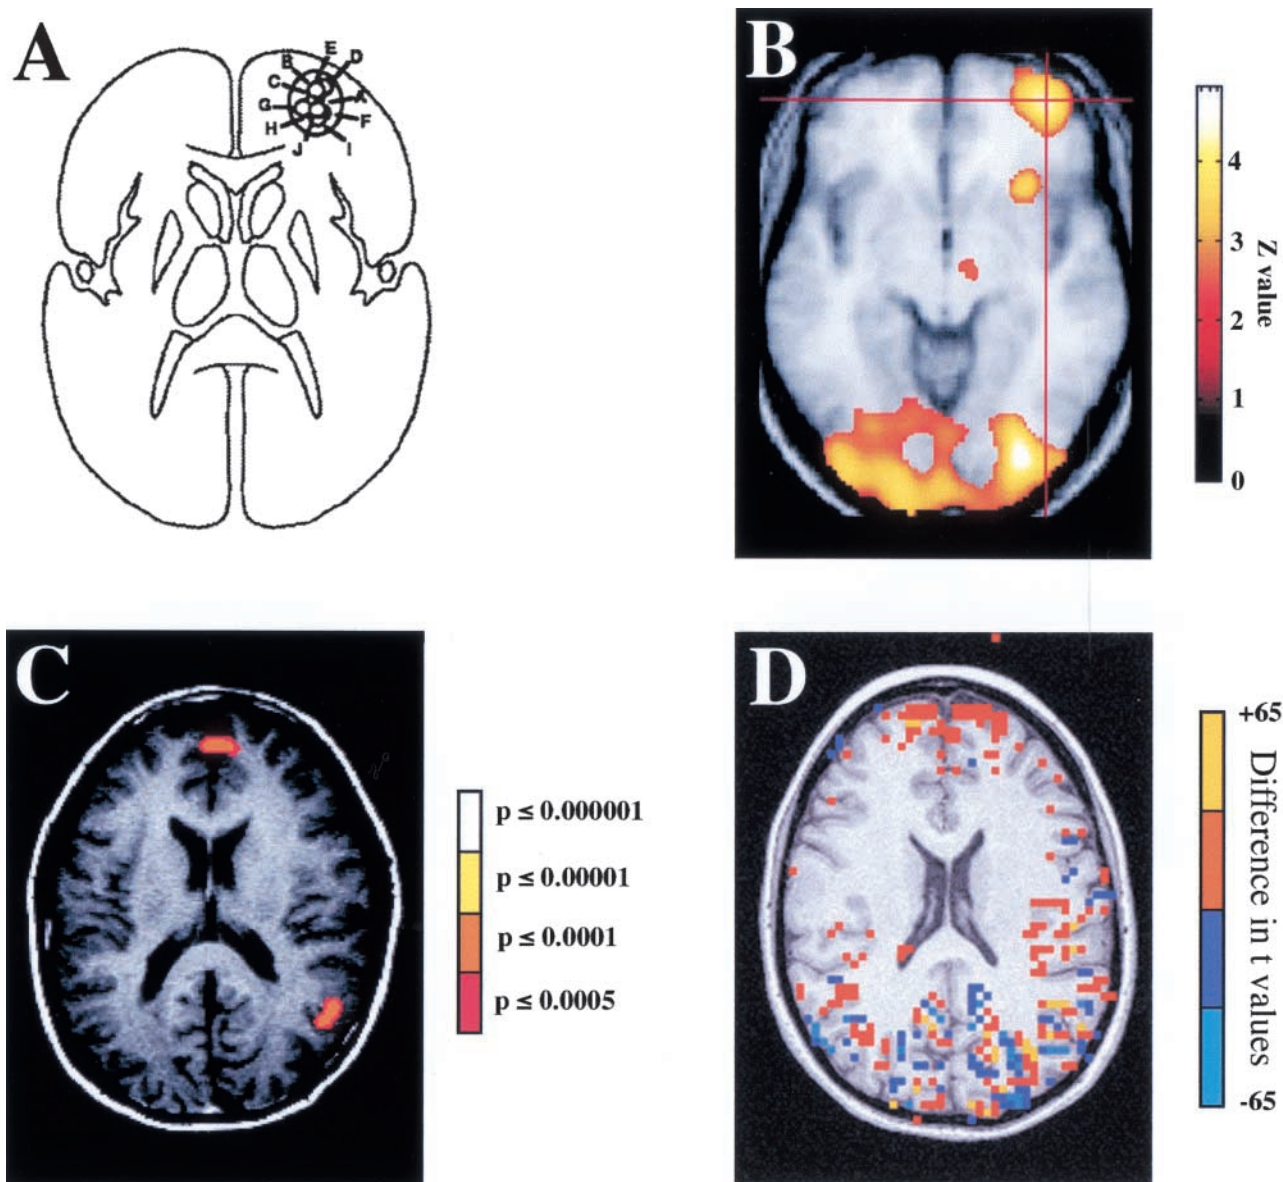 A
E
B
D
C
A
G
F
H
J
I
B
4
3
2
1
0
Z value
C
p ≤ 0.000001
p ≤ 0.00001
p ≤ 0.0001
p ≤ 0.0005
D
+65
-65
Difference in t values